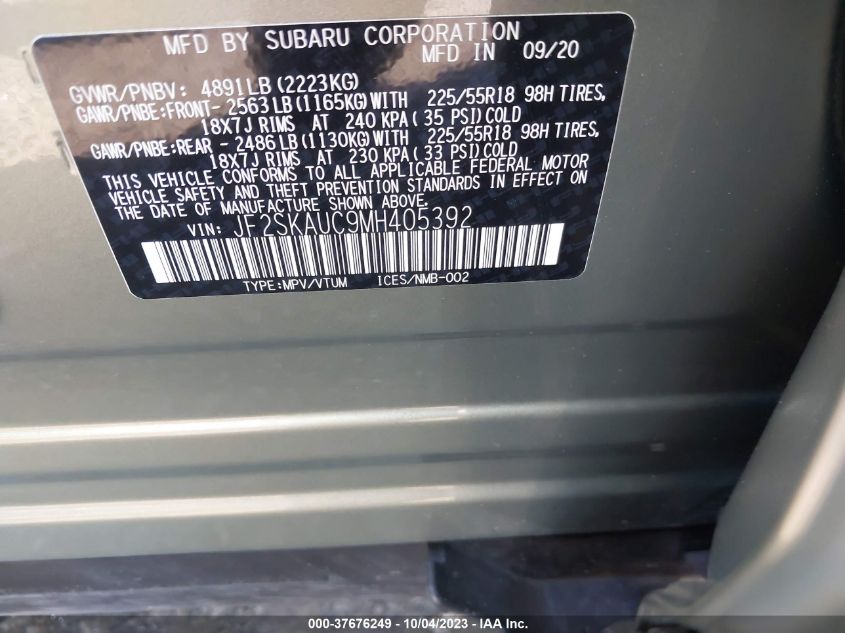 MFD BY SUBARU CORPORATION
MFD IN 09/20
GVWR/PNBV: 4891LB(2223KG)
GAWR/PNBE:FRONT- 2563LB(1165KG)WITH 225/55R18 98H TIRES,
18X7J RIMS AT 240 KPA(35 PSI)COLD
GAWR/PNBE:REAR - 2486LB(1130KG)WITH 225/55R18 98H TIRES,
18X7J RIMS AT 230 KPA(33 PSI)COLD
THIS VEHICLE CONFORMS TO ALL APPLICABLE FEDERAL MOTOR
VEHICLE SAFETY AND THEFT PREVENTION STANDARDS IN EFFECT ON
THE DATE OF MANUFACTURE SHOWN ABOVE.
VIN: JF2SKAUC9MH405392
TYPE:MPV/VTUM ICES/NMB-002
000-37676249 - 10/04/2023 - IAA Inc.